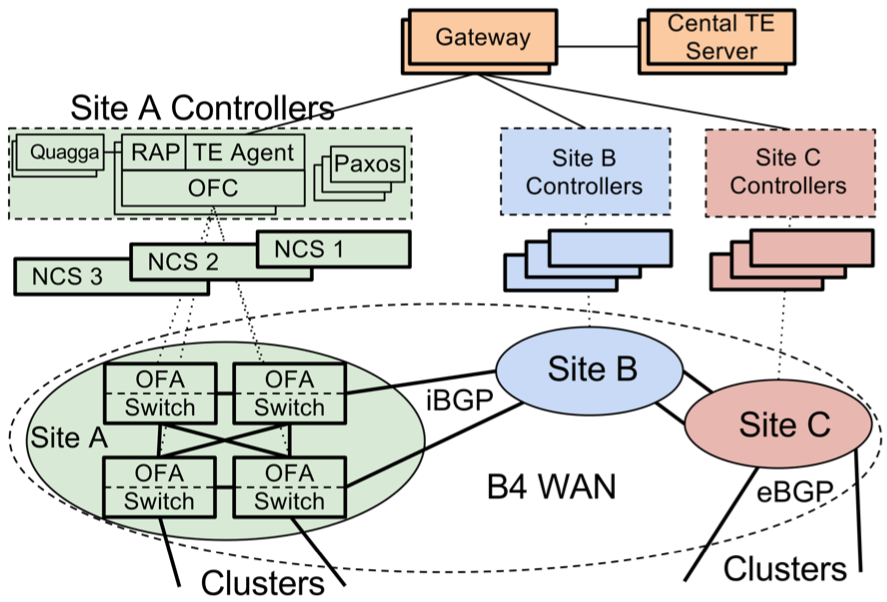 Gateway
Cental TE
Server
Site A Controllers
Quagga
RAP
TE Agent
OFC
Paxos
Site B
Controllers
Site C
Controllers
NCS 1
NCS 2
NCS 3
OFA
Switch
OFA
Switch
Site A
OFA
Switch
OFA
Switch
iBGP
Site B
Site C
B4 WAN
eBGP
Clusters
Clusters